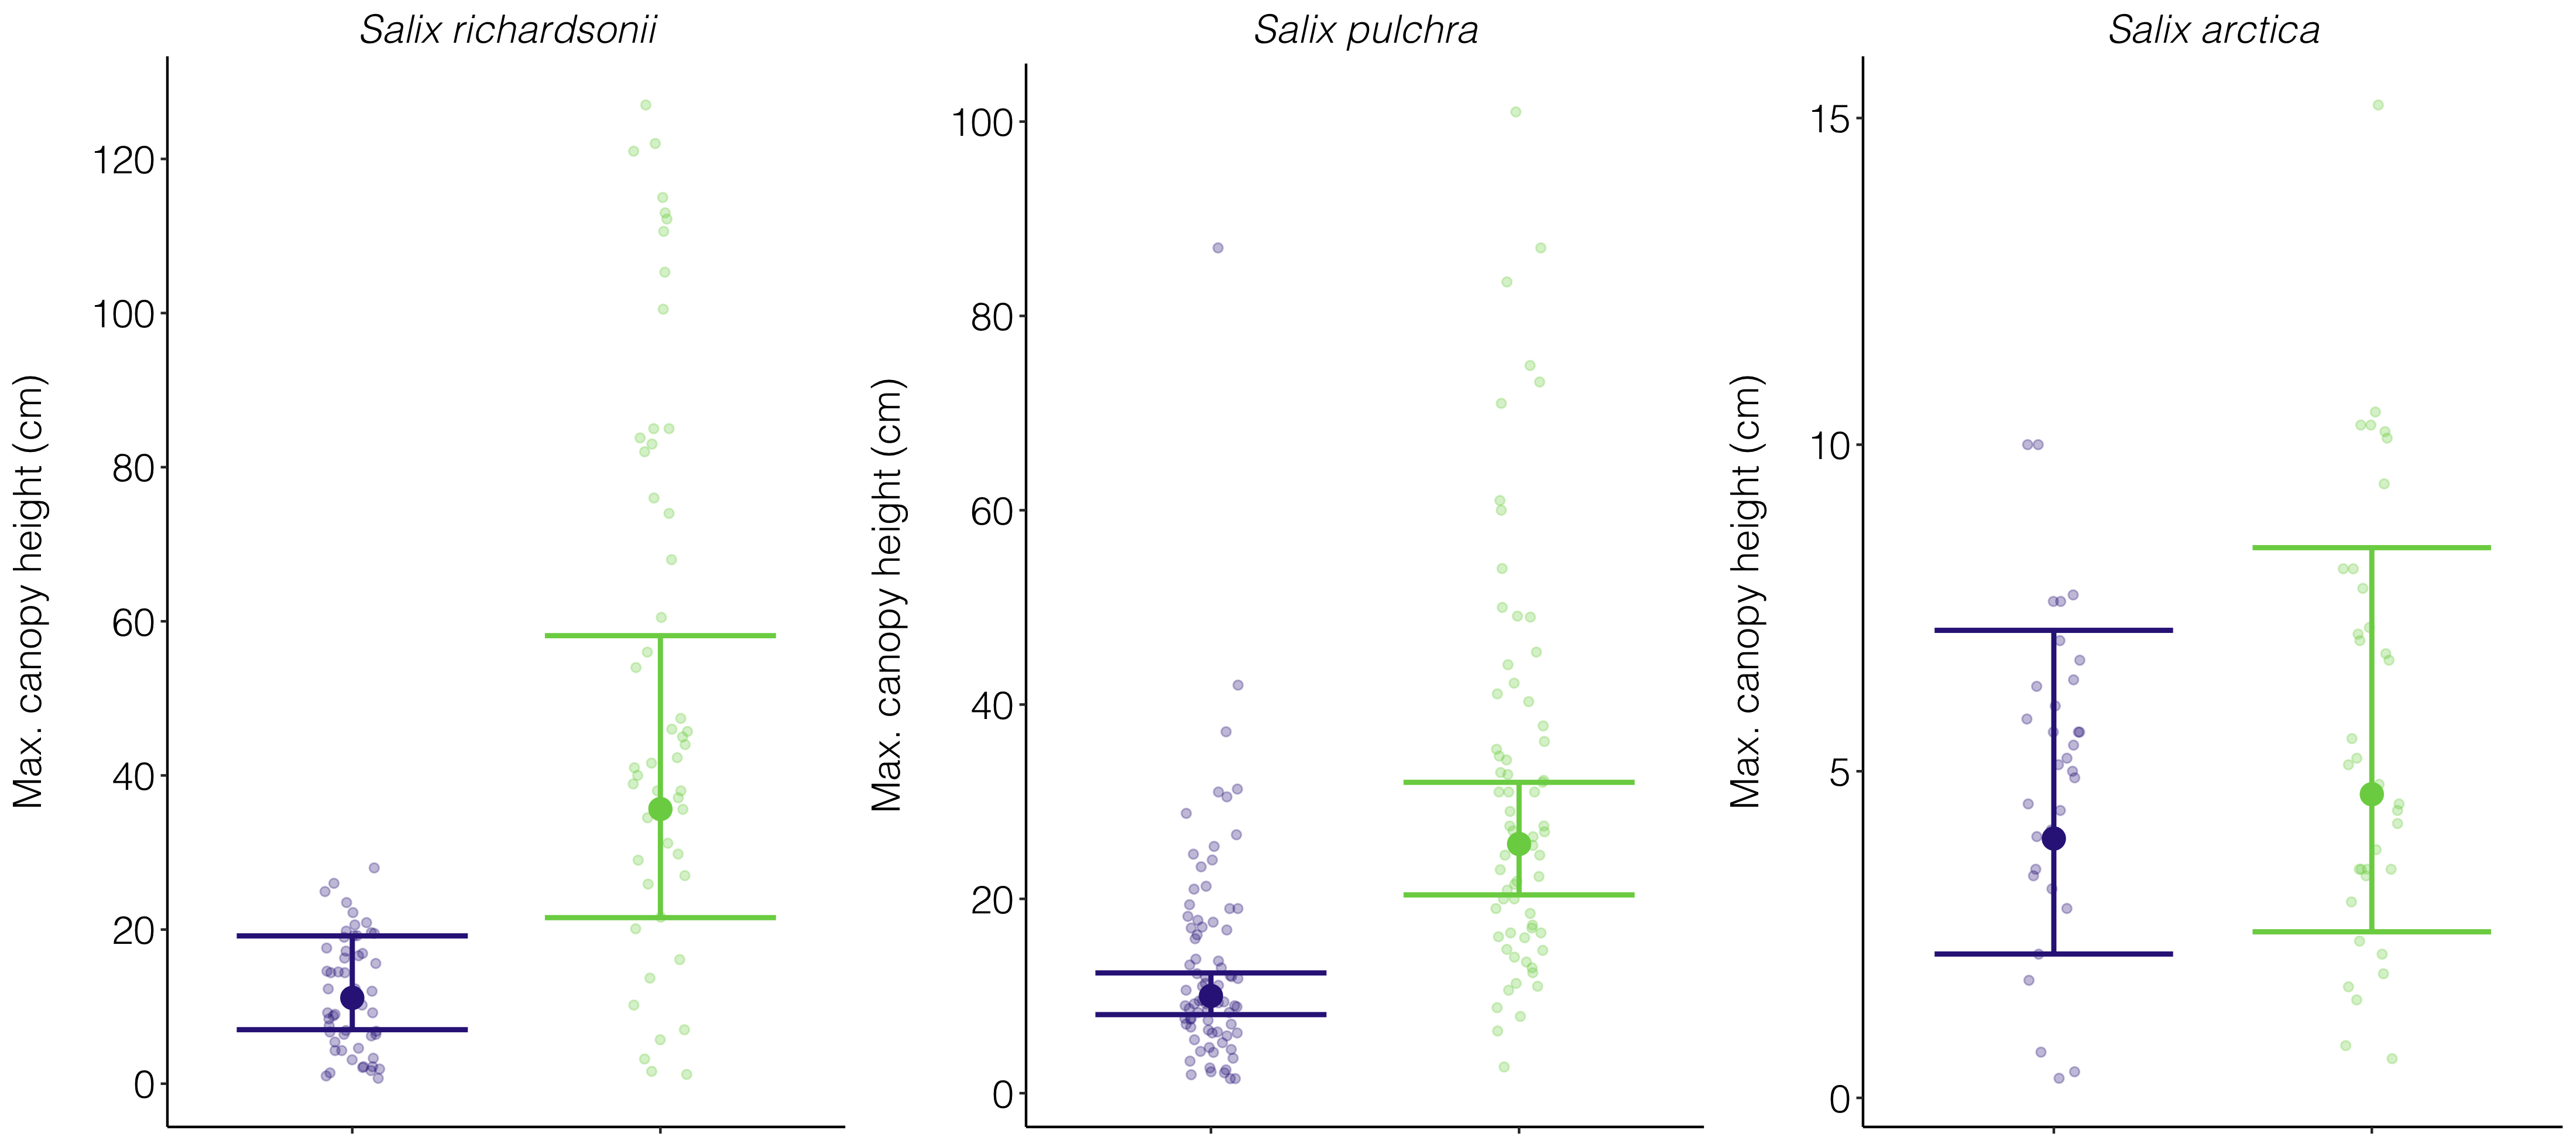 Salix richardsonii
Max. canopy height (cm)
120
100
80
60
40
20
0
Salix pulchra
Max. canopy height (cm)
100
80
60
40
20
0
Salix arctica
Max. canopy height (cm)
15
10
5
0